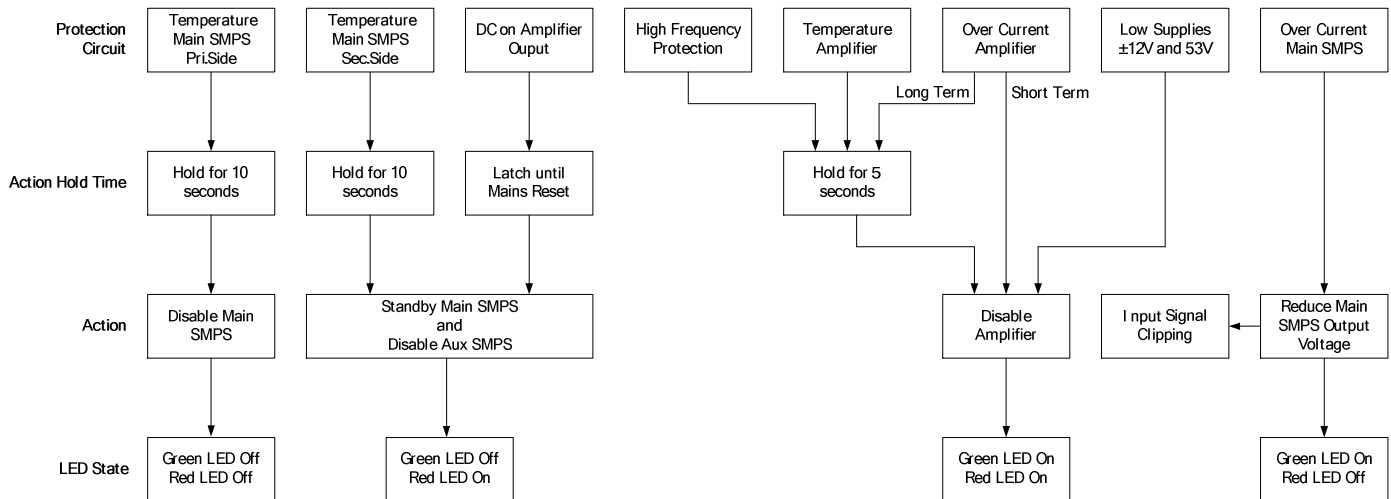 Protection
Circuit
Temperature
Main SMPS
Pri.Side
Temperature
Main SMPS
Sec.Side
DC on Amplifier
Ouput
High Frequency
Protection
Temperature
Amplifier
Over Current
Amplifier
Low Supplies
±12V and 53V
Over Current
Main SMPS
Long Term
Short Term
Action Hold Time
Hold for 10
seconds
Hold for 10
seconds
Latch until
Mains Reset
Hold for 5
seconds
Action
Disable Main
SMPS
Standby Main SMPS
and
Disable Aux SMPS
Disable
Amplifier
Input Signal
Clipping
Reduce Main
SMPS Output
Voltage
LED State
Green LED Off
Red LED Off
Green LED Off
Red LED On
Green LED On
Red LED On
Green LED On
Red LED Off